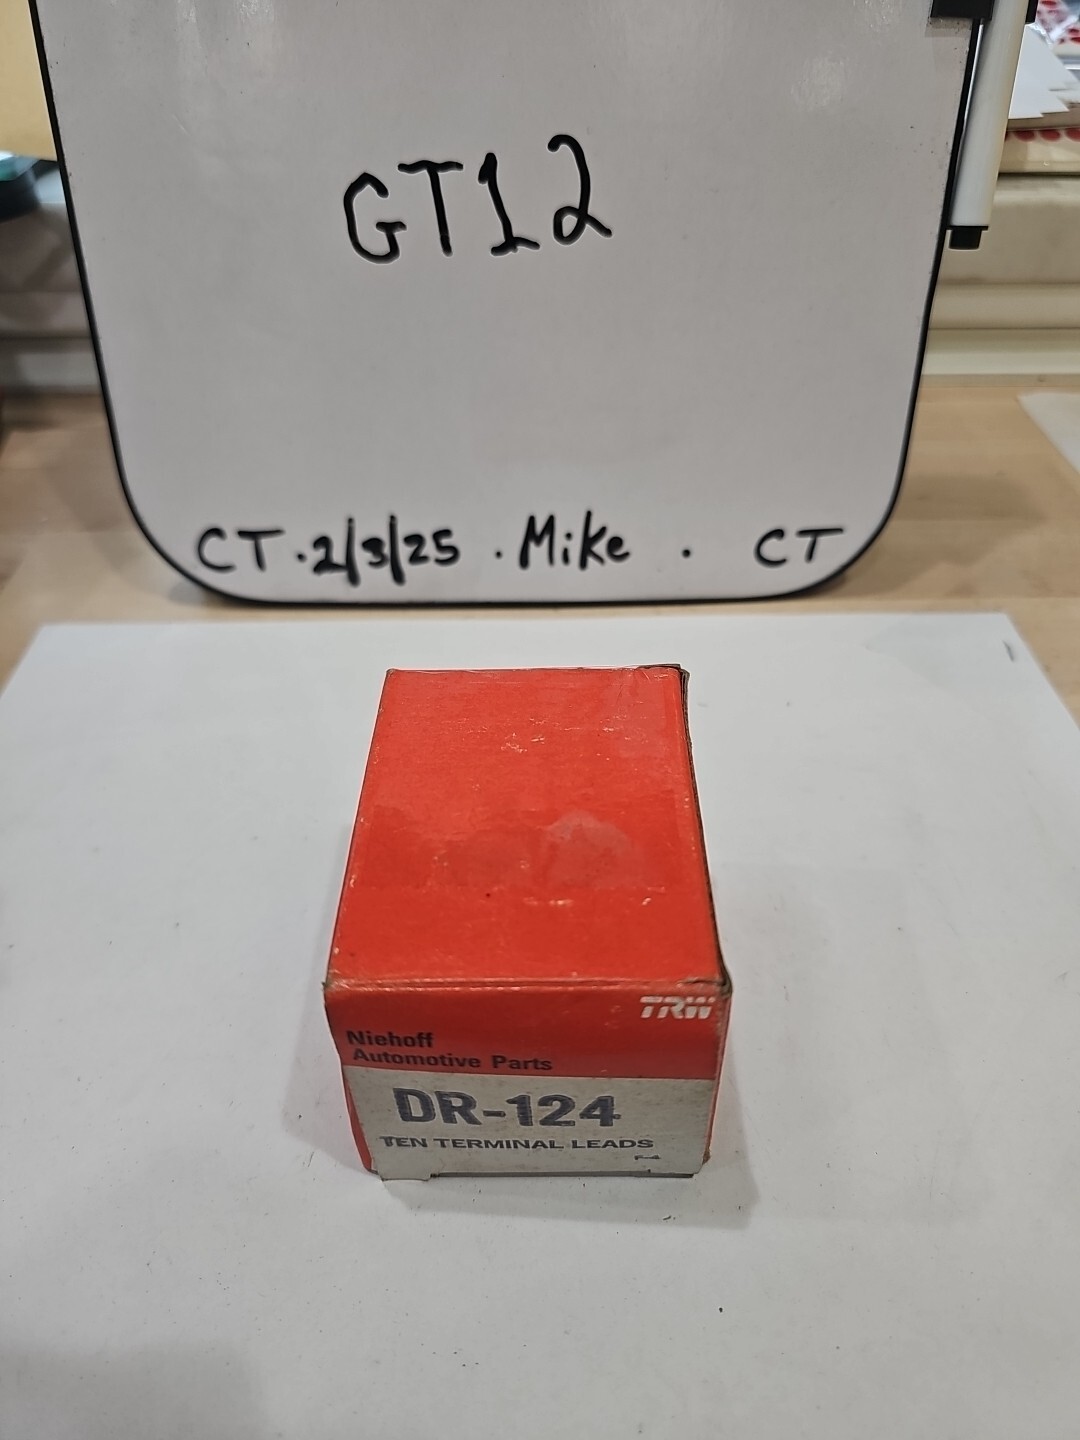 GT12
CT·2/3/25 · Mike · CT
TRW
Niehoff
Automotive Parts
DR-124
TEN TERMINAL LEADS